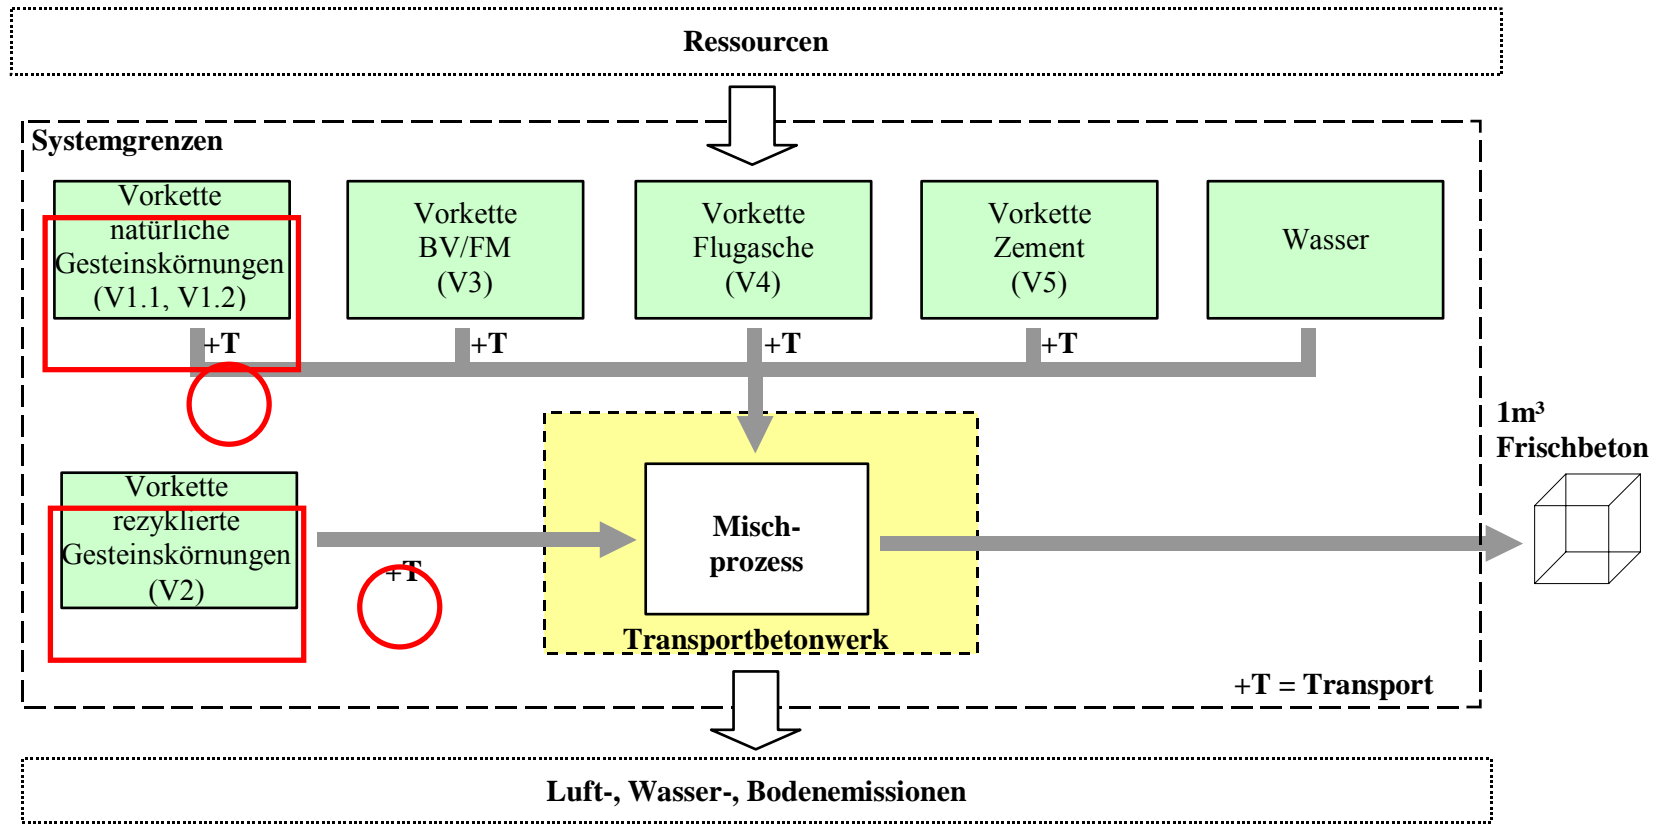 Ressourcen
Systemgrenzen
Vorkette
natürliche
Gesteinskörnungen
(V1.1, V1.2)
Vorkette
BV/FM
(V3)
Vorkette
Flugasche
(V4)
Vorkette
Zement
(V5)
Wasser
+T
+T
+T
+T
1m³
Frischbeton
Vorkette
rezyklierte
Gesteinskörnungen
(V2)
+T
Misch-
prozess
Transportbetonwerk
+T = Transport
Luft-, Wasser-, Bodenemissionen